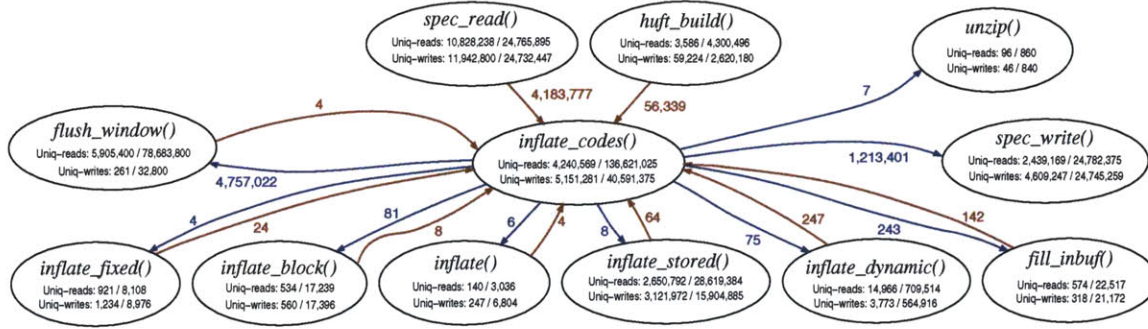 spec_read()
Uniq-reads: 10,828,238 / 24,765,895
Uniq-writes: 11,942,800 / 24,732,447
huft_build()
Uniq-reads: 3,586 / 4,300,496
Uniq-writes: 59,224 / 2,620,180
unzip()
Uniq-reads: 96 / 860
Uniq-writes: 46 / 840
4
4,183,777
56,339
7
flush_window()
Uniq-reads: 5,905,400 / 78,683,800
Uniq-writes: 261 / 32,800
inflate_codes()
Uniq-reads: 4,240,569 / 136,621,025
Uniq-writes: 5,151,281 / 40,591,375
spec_write()
Uniq-reads: 2,439,169 / 24,782,375
Uniq-writes: 4,609,247 / 24,745,259
4,757,022
1,213,401
4
24
81
8
6
4
8
64
75
247
243
142
inflate_fixed()
Uniq-reads: 921 / 8,108
Uniq-writes: 1,234 / 8,976
inflate_block()
Uniq-reads: 534 / 17,239
Uniq-writes: 560 / 17,396
inflate()
Uniq-reads: 140 / 3,036
Uniq-writes: 247 / 6,804
inflate_stored()
Uniq-reads: 2,650,792 / 28,619,384
Uniq-writes: 3,121,972 / 15,904,885
inflate_dynamic()
Uniq-reads: 14,966 / 709,514
Uniq-writes: 3,773 / 564,916
fill_inbuf()
Uniq-reads: 574 / 22,517
Uniq-writes: 318 / 21,172